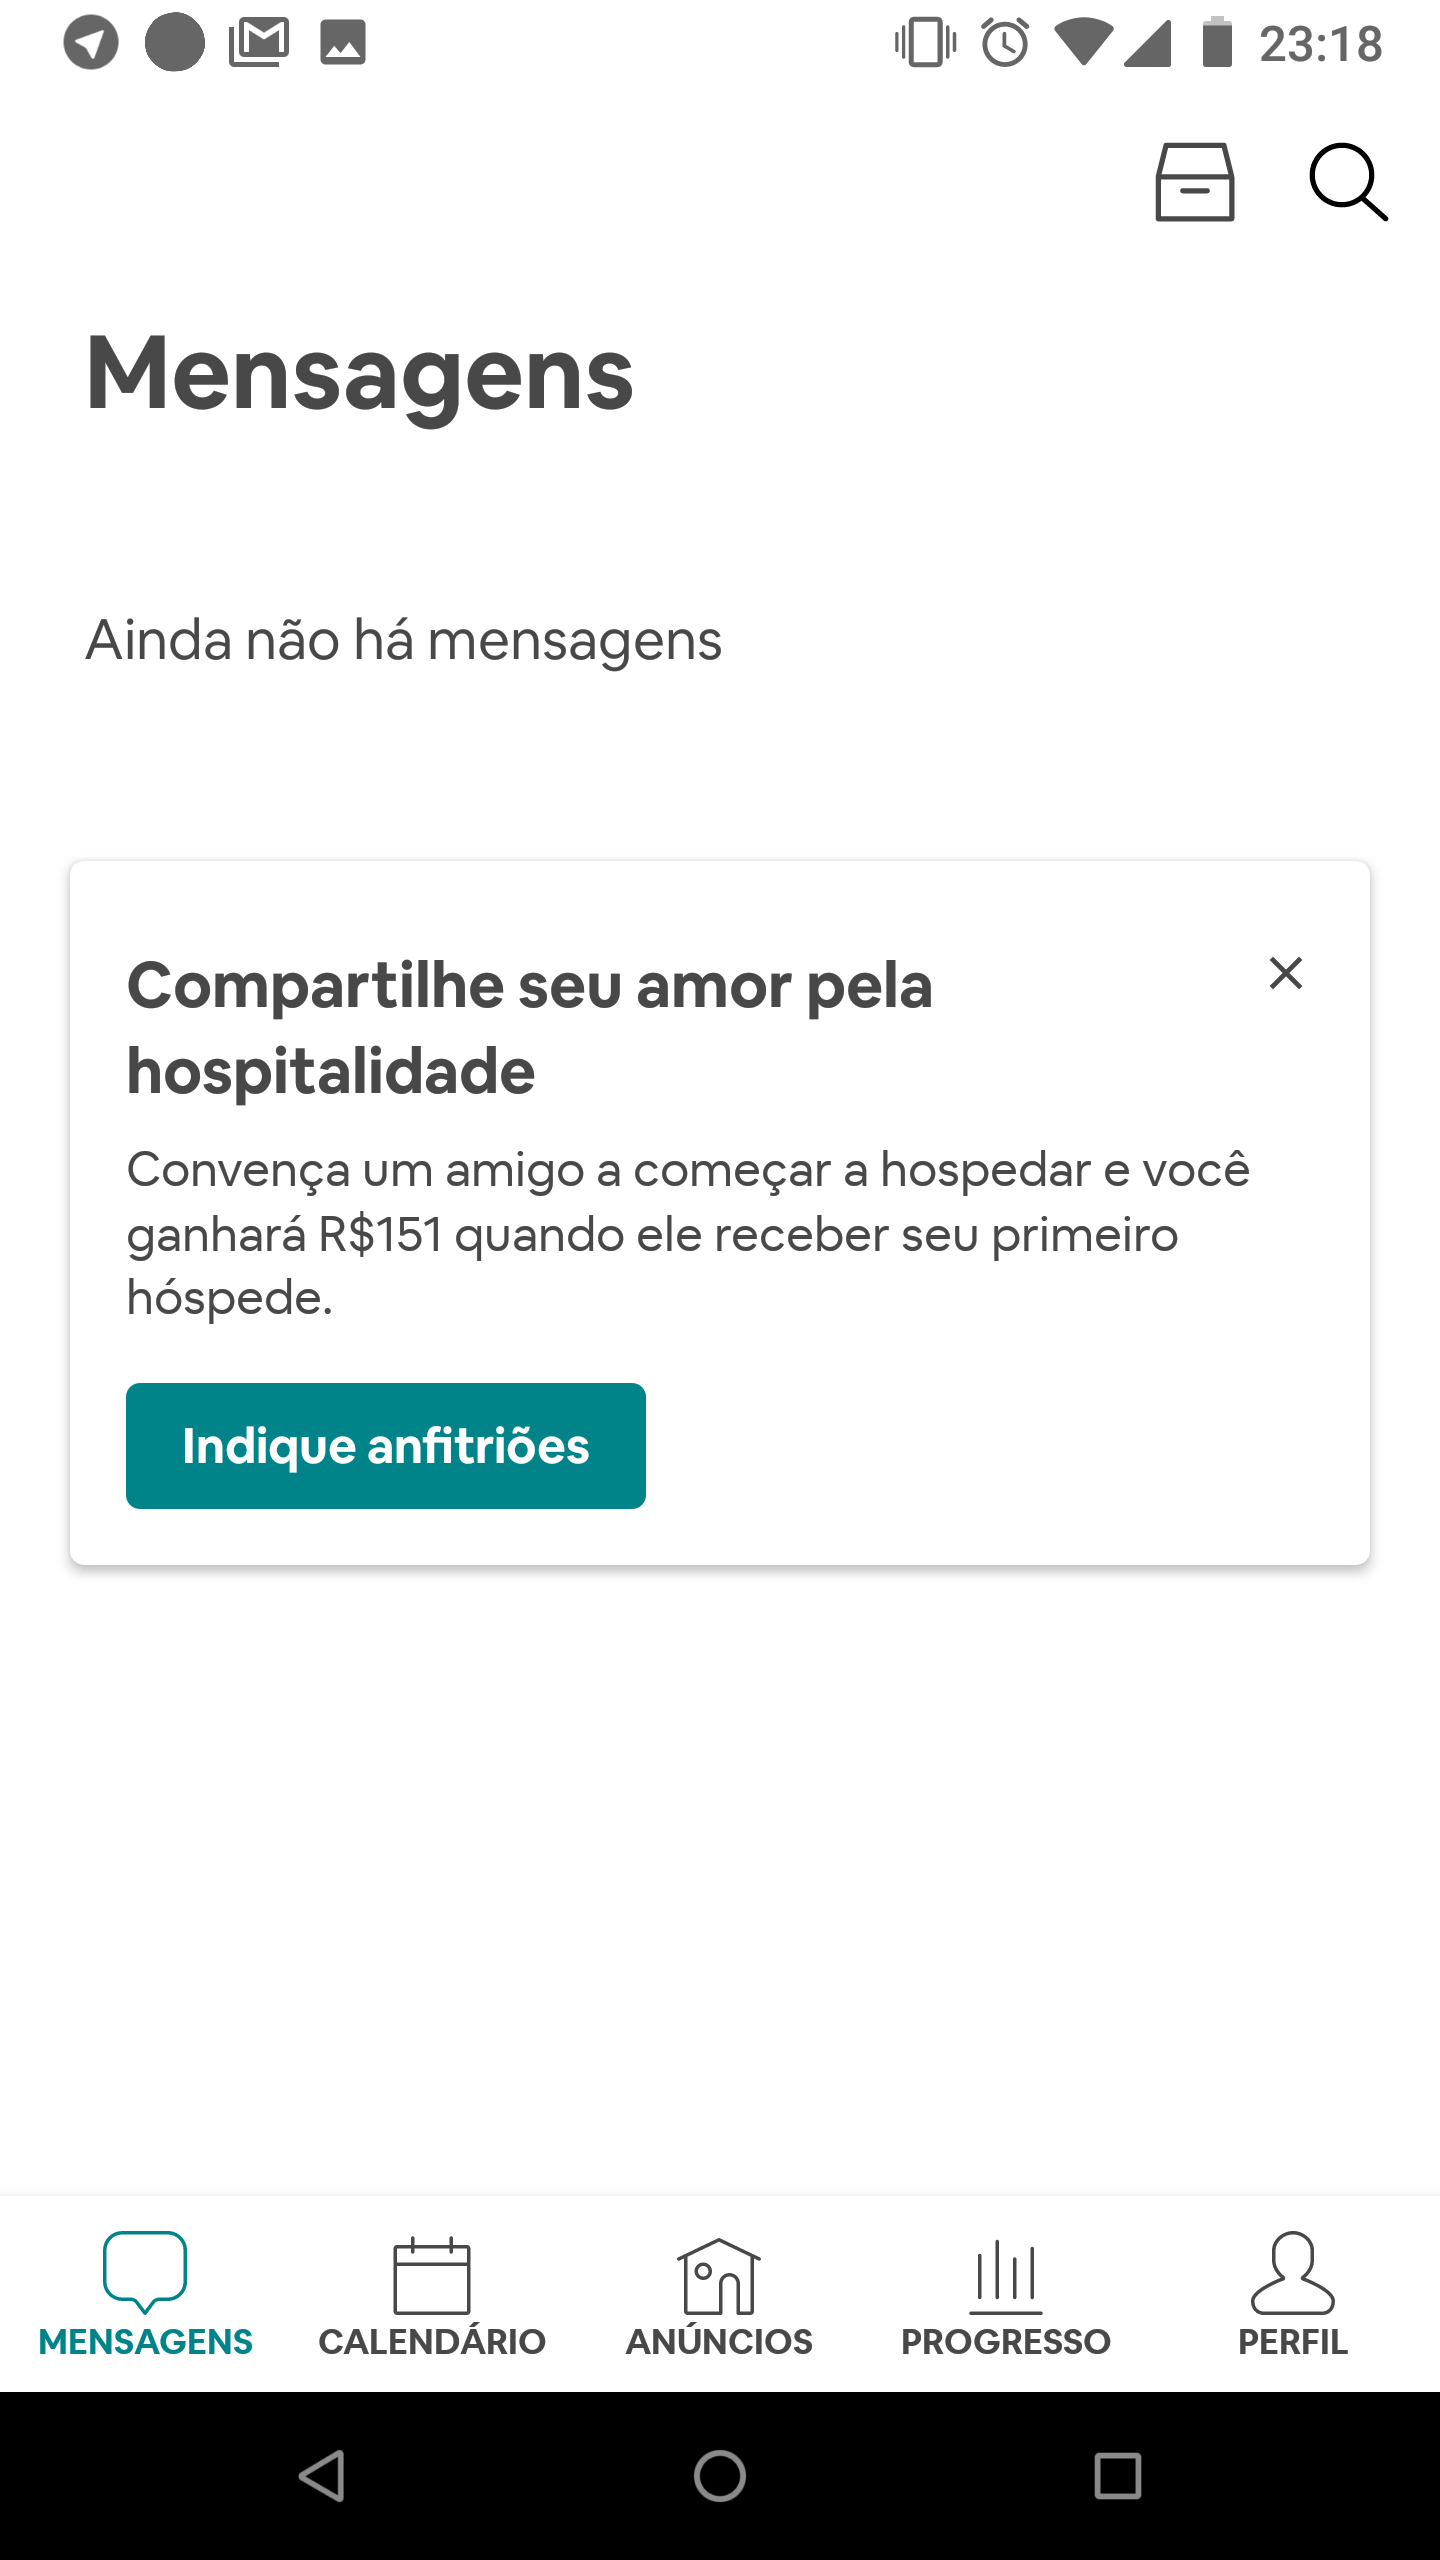 23:18
Mensagens
Ainda não há mensagens
Compartilhe seu amor pela
hospitalidade
Convença um amigo a começar a hospedar e você
ganhará R$151 quando ele receber seu primeiro
hóspede.
Indique anfitriões
MENSAGENS CALENDÁRIO ANÚNCIOS PROGRESSO PERFIL